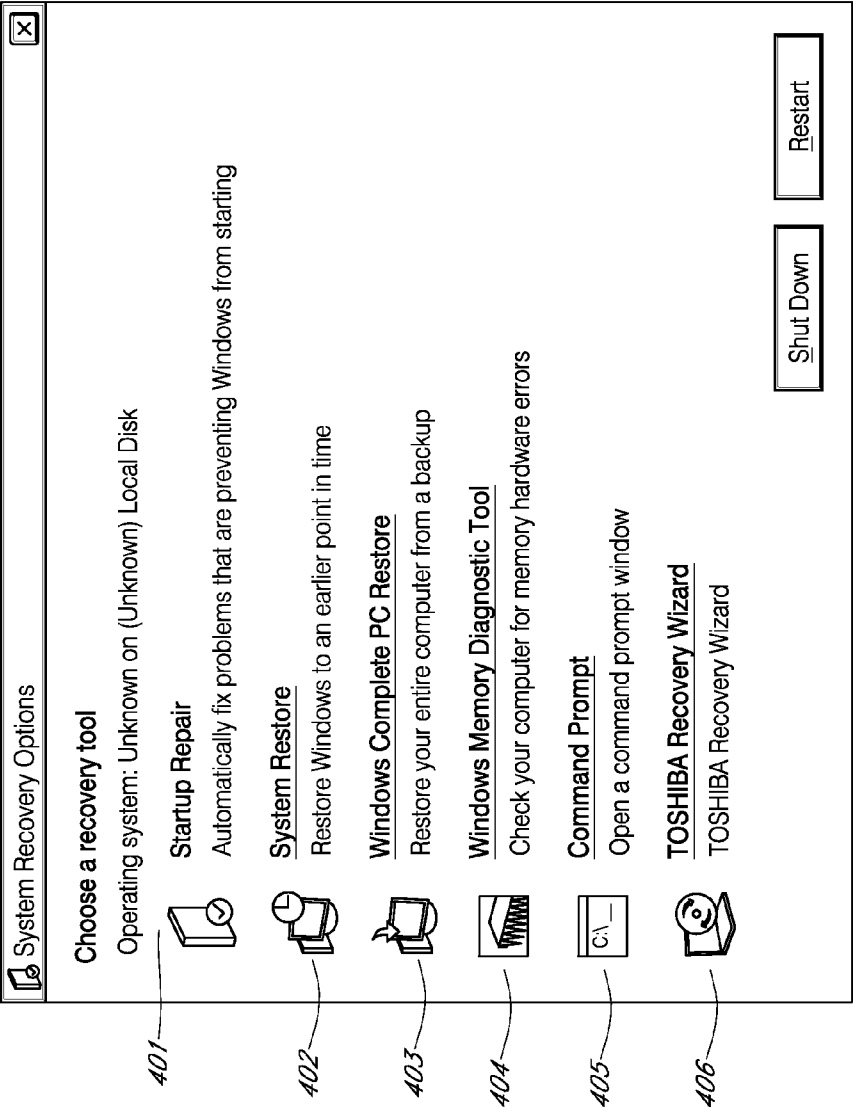 System Recovery Options
Choose a recovery tool
Operating system: Unknown on (Unknown) Local Disk
401
Startup Repair
Automatically fix problems that are preventing Windows from starting
402
System Restore
Restore Windows to an earlier point in time
403
Windows Complete PC Restore
Restore your entire computer from a backup
404
Windows Memory Diagnostic Tool
Check your computer for memory hardware errors
405
C:\_
Command Prompt
Open a command prompt window
406
TOSHIBA Recovery Wizard
TOSHIBA Recovery Wizard
Shut Down
Restart